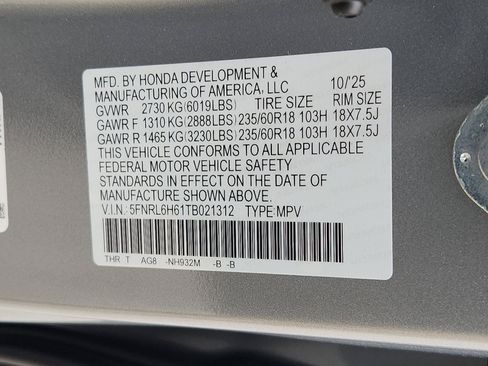 MFD. BY HONDA DEVELOPMENT &
MANUFACTURING OF AMERICA, LLC 10/'25
GVWR 2730 KG (6019LBS) TIRE SIZE RIM SIZE
GAWR F 1310 KG (2888LBS) 235/60R18 103H 18X7.5J
GAWR R 1465 KG (3230LBS) 235/60R18 103H 18X7.5J
THIS VEHICLE CONFORMS TO ALL APPLICABLE
FEDERAL MOTOR VEHICLE SAFETY
STANDARDS IN EFFECT ON THE DATE OF
MANUFACTURE SHOWN ABOVE.
V.I.N.: 5FNRL6H61TB021312 TYPE: MPV
THR T AG8 -NH932M -B -B